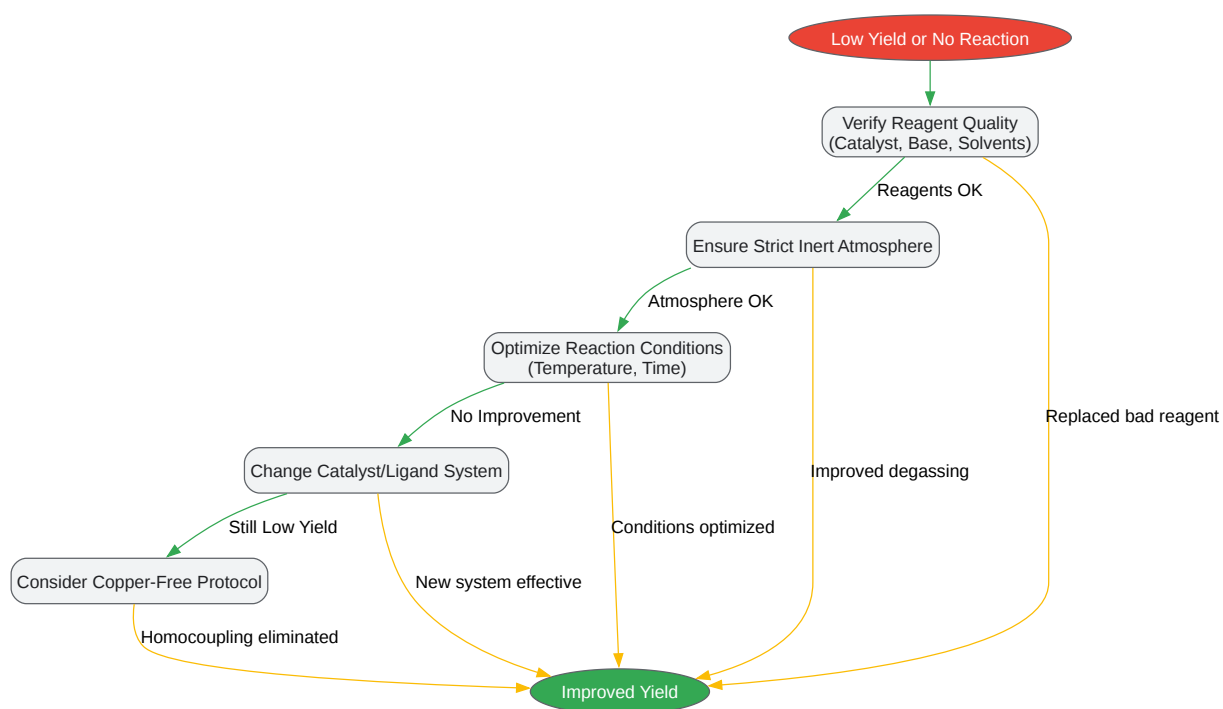 Low Yield or No Reaction
Verify Reagent Quality
(Catalyst, Base, Solvents)
Reagents OK
Ensure Strict Inert Atmosphere
Atmosphere OK
Optimize Reaction Conditions
(Temperature, Time)
No Improvement
Replaced bad reagent
Change Catalyst/Ligand System
Improved degassing
Still Low Yield
Conditions optimized
Consider Copper-Free Protocol
New system effective
Homocoupling eliminated
Improved Yield